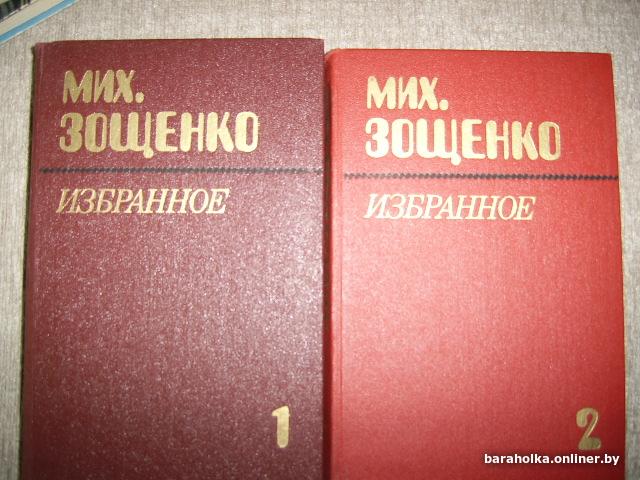 МИХ.
ЗОЩЕНКО
ИЗБРАННОЕ
1
МИХ.
ЗОЩЕНКО
ИЗБРАННОЕ
2
baraholka.onliner.by